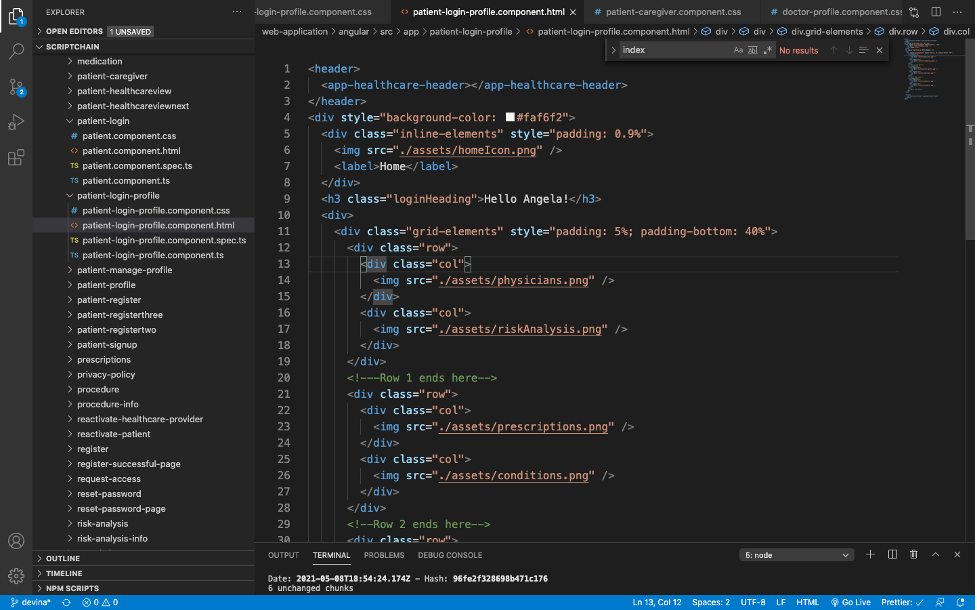 EXPLORER
-login-profile.component.css
patient-login-profile.component.html
patient-caregiver.component.css
doctor-profile.component.css
OPEN EDITORS 1 UNSAVED
web-application > angular > src > app > patient-login-profile > patient-login-profile.component.html > div > div > div.grid-elements > div.row > div.col
SCRIPTCHAIN
index
Aa
No results
medication
patient-caregiver
patient-healthcareview
patient-healthcareviewnext
patient-login
# patient.component.css
<> patient.component.html
TS patient.component.spec.ts
TS patient.component.ts
patient-login-profile
# patient-login-profile.component.css
<> patient-login-profile.component.html
TS patient-login-profile.component.spec.ts
TS patient-login-profile.component.ts
patient-manage-profile
patient-profile
patient-register
patient-registerthree
patient-registertwo
patient-signup
prescriptions
privacy-policy
procedure
procedure-info
reactivate-healthcare-provider
reactivate-patient
register
register-successful-page
request-access
reset-password
reset-password-page
risk-analysis
risk-analysis-info
OUTLINE
TIMELINE
NPM SCRIPTS
1 <header>
2 <app-healthcare-header></app-healthcare-header>
3 </header>
4 <div style="background-color: #faf6f2">
5 <div class="inline-elements" style="padding: 0.9%">
6 <img src="./assets/homeIcon.png" />
7 <label>Home</label>
8 </div>
9 <h3 class="loginHeading">Hello Angela!</h3>
10 <div>
11 <div class="grid-elements" style="padding: 5%; padding-bottom: 40%">
12 <div class="row">
13 <div class="col">
14 <img src="./assets/physicians.png" />
15 </div>
16 <div class="col">
17 <img src="./assets/riskAnalysis.png" />
18 </div>
19 </div>
20 <!---Row 1 ends here-->
21 <div class="row">
22 <div class="col">
23 <img src="./assets/prescriptions.png" />
24 </div>
25 <div class="col">
26 <img src="./assets/conditions.png" />
27 </div>
28 </div>
29 <!--Row 2 ends here-->
30 <div class="row">
OUTPUT TERMINAL PROBLEMS DEBUG CONSOLE
5: node
Date: 2021-05-08T18:54:24.174Z - Hash: 96fe2f328698b471c176
6 unchanged chunks
1
2
devina* 0 0
Ln 13, Col 12 Spaces: 2 UTF-8 LF HTML Go Live Prettier: ✓